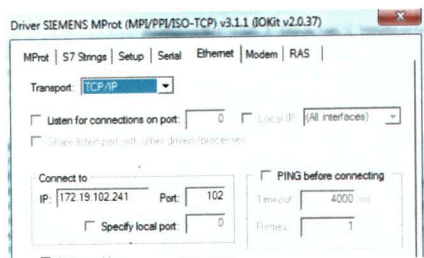 Driver SIEMENS MProt (MPI/PPI/ISO-TCP) v3.1.1 (IOKit v2.0.37)
MProt S7 Strings Setup Serial Ethernet Modem RAS
Transport: TCP/IP
Listen for connections on port: 0 Local IP: (All interfaces)
Share listen port with other drivers/processes
Connect to
IP: 172.19.102.241 Port: 102
Specify local port: 0
PING before connecting
Timeout: 4000 ms
Retries: 1